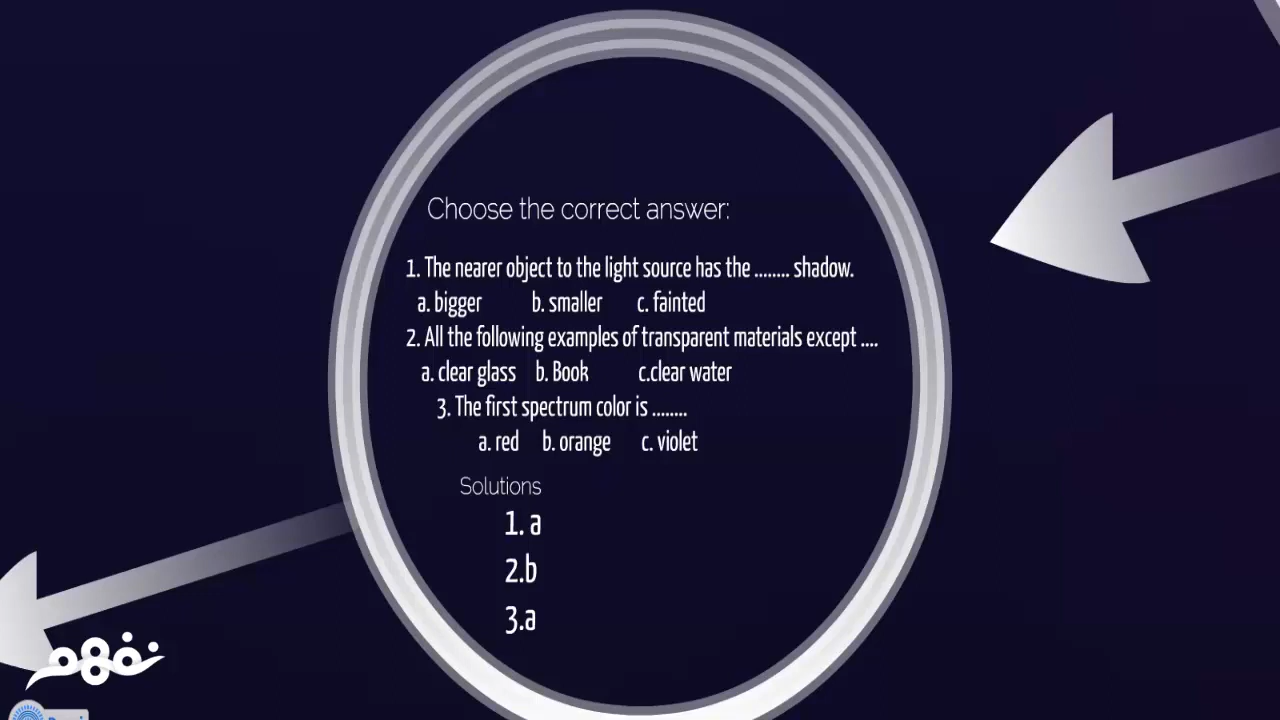 Choose the correct answer:
1. The nearer object to the light source has the ........ shadow.
a. bigger b. smaller c. fainted
2. All the following examples of transparent materials except ....
a. clear glass b. Book c.clear water
3. The first spectrum color is ........
a. red b. orange c. violet
Solutions
1. a
2.b
3.a
نفهم